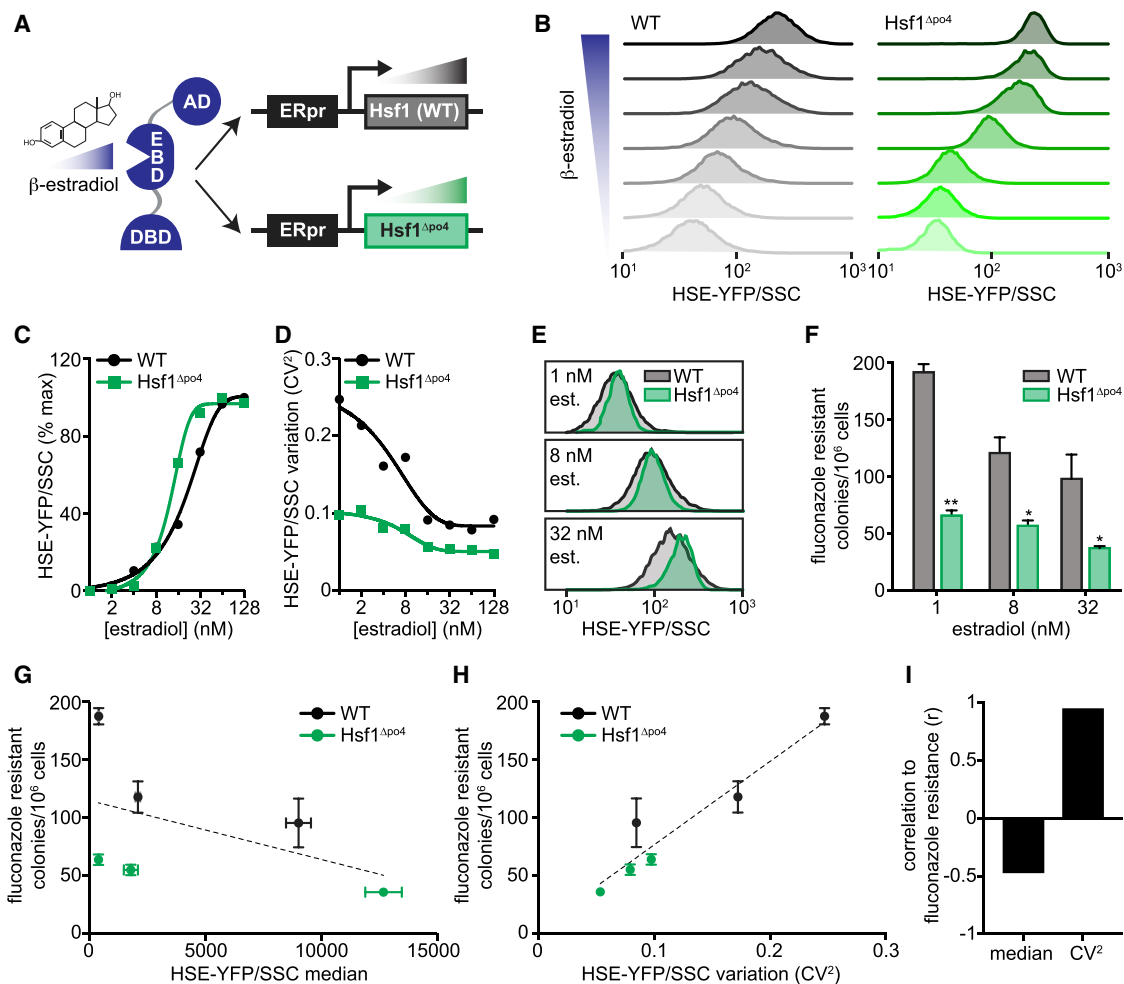 A
OH
HO
β-estradiol
AD
E
B
D
DBD
ERpr
Hsf1 (WT)
ERpr
Hsf1Δpo4
B
β-estradiol
WT
Hsf1Δpo4
10¹ 10² 10³
HSE-YFP/SSC
10¹ 10² 10³
HSE-YFP/SSC
C
WT
Hsf1Δpo4
HSE-YFP/SSC (% max)
120
80
40
0
2 8 32 128
[estradiol] (nM)
D
WT
Hsf1Δpo4
HSE-YFP/SSC variation (CV²)
0.3
0.2
0.1
0
2 8 32 128
[estradiol] (nM)
E
1 nM
est.
WT
Hsf1Δpo4
8 nM
est.
32 nM
est.
10¹ 10² 10³
HSE-YFP/SSC
F
fluconazole resistant
colonies/10⁶ cells
200
150
100
50
0
WT
Hsf1Δpo4
**
*
*
1 8 32
estradiol (nM)
G
fluconazole resistant
colonies/10⁶ cells
200
150
100
50
0
WT
Hsf1Δpo4
0 5000 10000 15000
HSE-YFP/SSC median
H
fluconazole resistant
colonies/10⁶ cells
200
150
100
50
0
WT
Hsf1Δpo4
0 0.1 0.2 0.3
HSE-YFP/SSC variation (CV²)
I
correlation to
fluconazole resistance (r)
1
0.5
0
-0.5
-1
median CV²